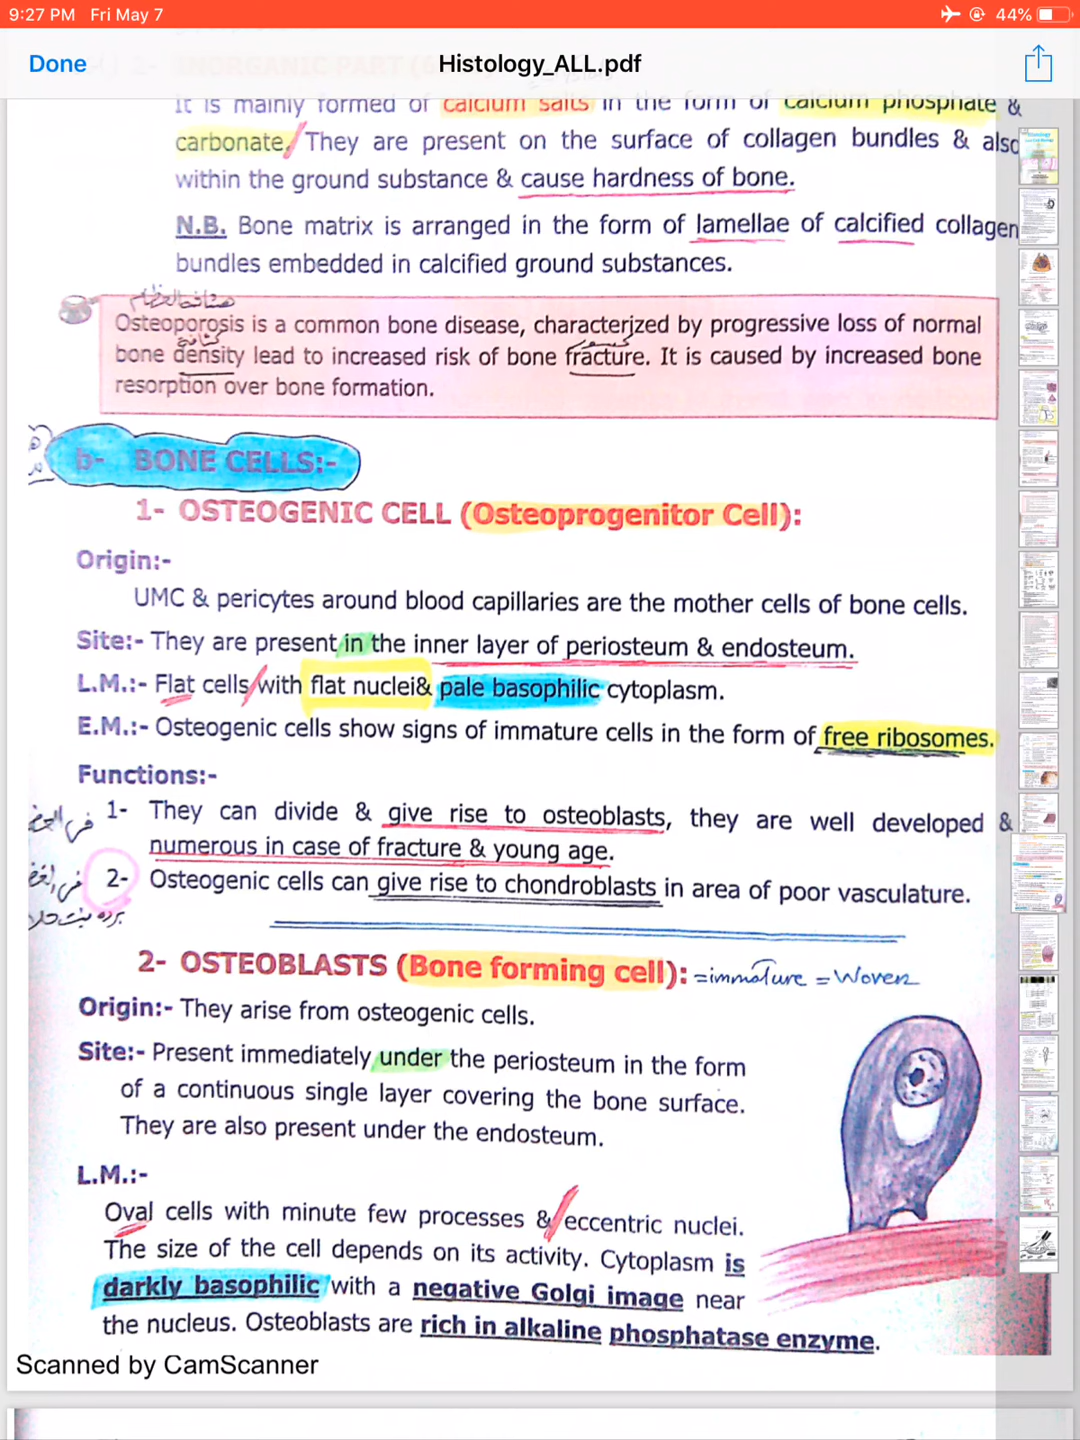 9:27 PM Fri May 7
44%
Done
Histology_ALL.pdf
It is mainly formed of calcium salts in the form of calcium phosphate &
carbonate. They are present on the surface of collagen bundles & also
within the ground substance & cause hardness of bone.
N.B. Bone matrix is arranged in the form of lamellae of calcified collagen
bundles embedded in calcified ground substances.
Osteoporosis is a common bone disease, characterized by progressive loss of normal
bone density lead to increased risk of bone fracture. It is caused by increased bone
resorption over bone formation.
b- BONE CELLS:-
1- OSTEOGENIC CELL (Osteoprogenitor Cell):
Origin:-
UMC & pericytes around blood capillaries are the mother cells of bone cells.
Site:- They are present in the inner layer of periosteum & endosteum.
L.M.:- Flat cells with flat nuclei& pale basophilic cytoplasm.
E.M.:- Osteogenic cells show signs of immature cells in the form of free ribosomes.
Functions:-
1- They can divide & give rise to osteoblasts, they are well developed &
numerous in case of fracture & young age.
2- Osteogenic cells can give rise to chondroblasts in area of poor vasculature.
2- OSTEOBLASTS (Bone forming cell): =immature = Woven
Origin:- They arise from osteogenic cells.
Site:- Present immediately under the periosteum in the form
of a continuous single layer covering the bone surface.
They are also present under the endosteum.
L.M.:-
Oval cells with minute few processes & eccentric nuclei.
The size of the cell depends on its activity. Cytoplasm is
darkly basophilic with a negative Golgi image near
the nucleus. Osteoblasts are rich in alkaline phosphatase enzyme.
Scanned by CamScanner